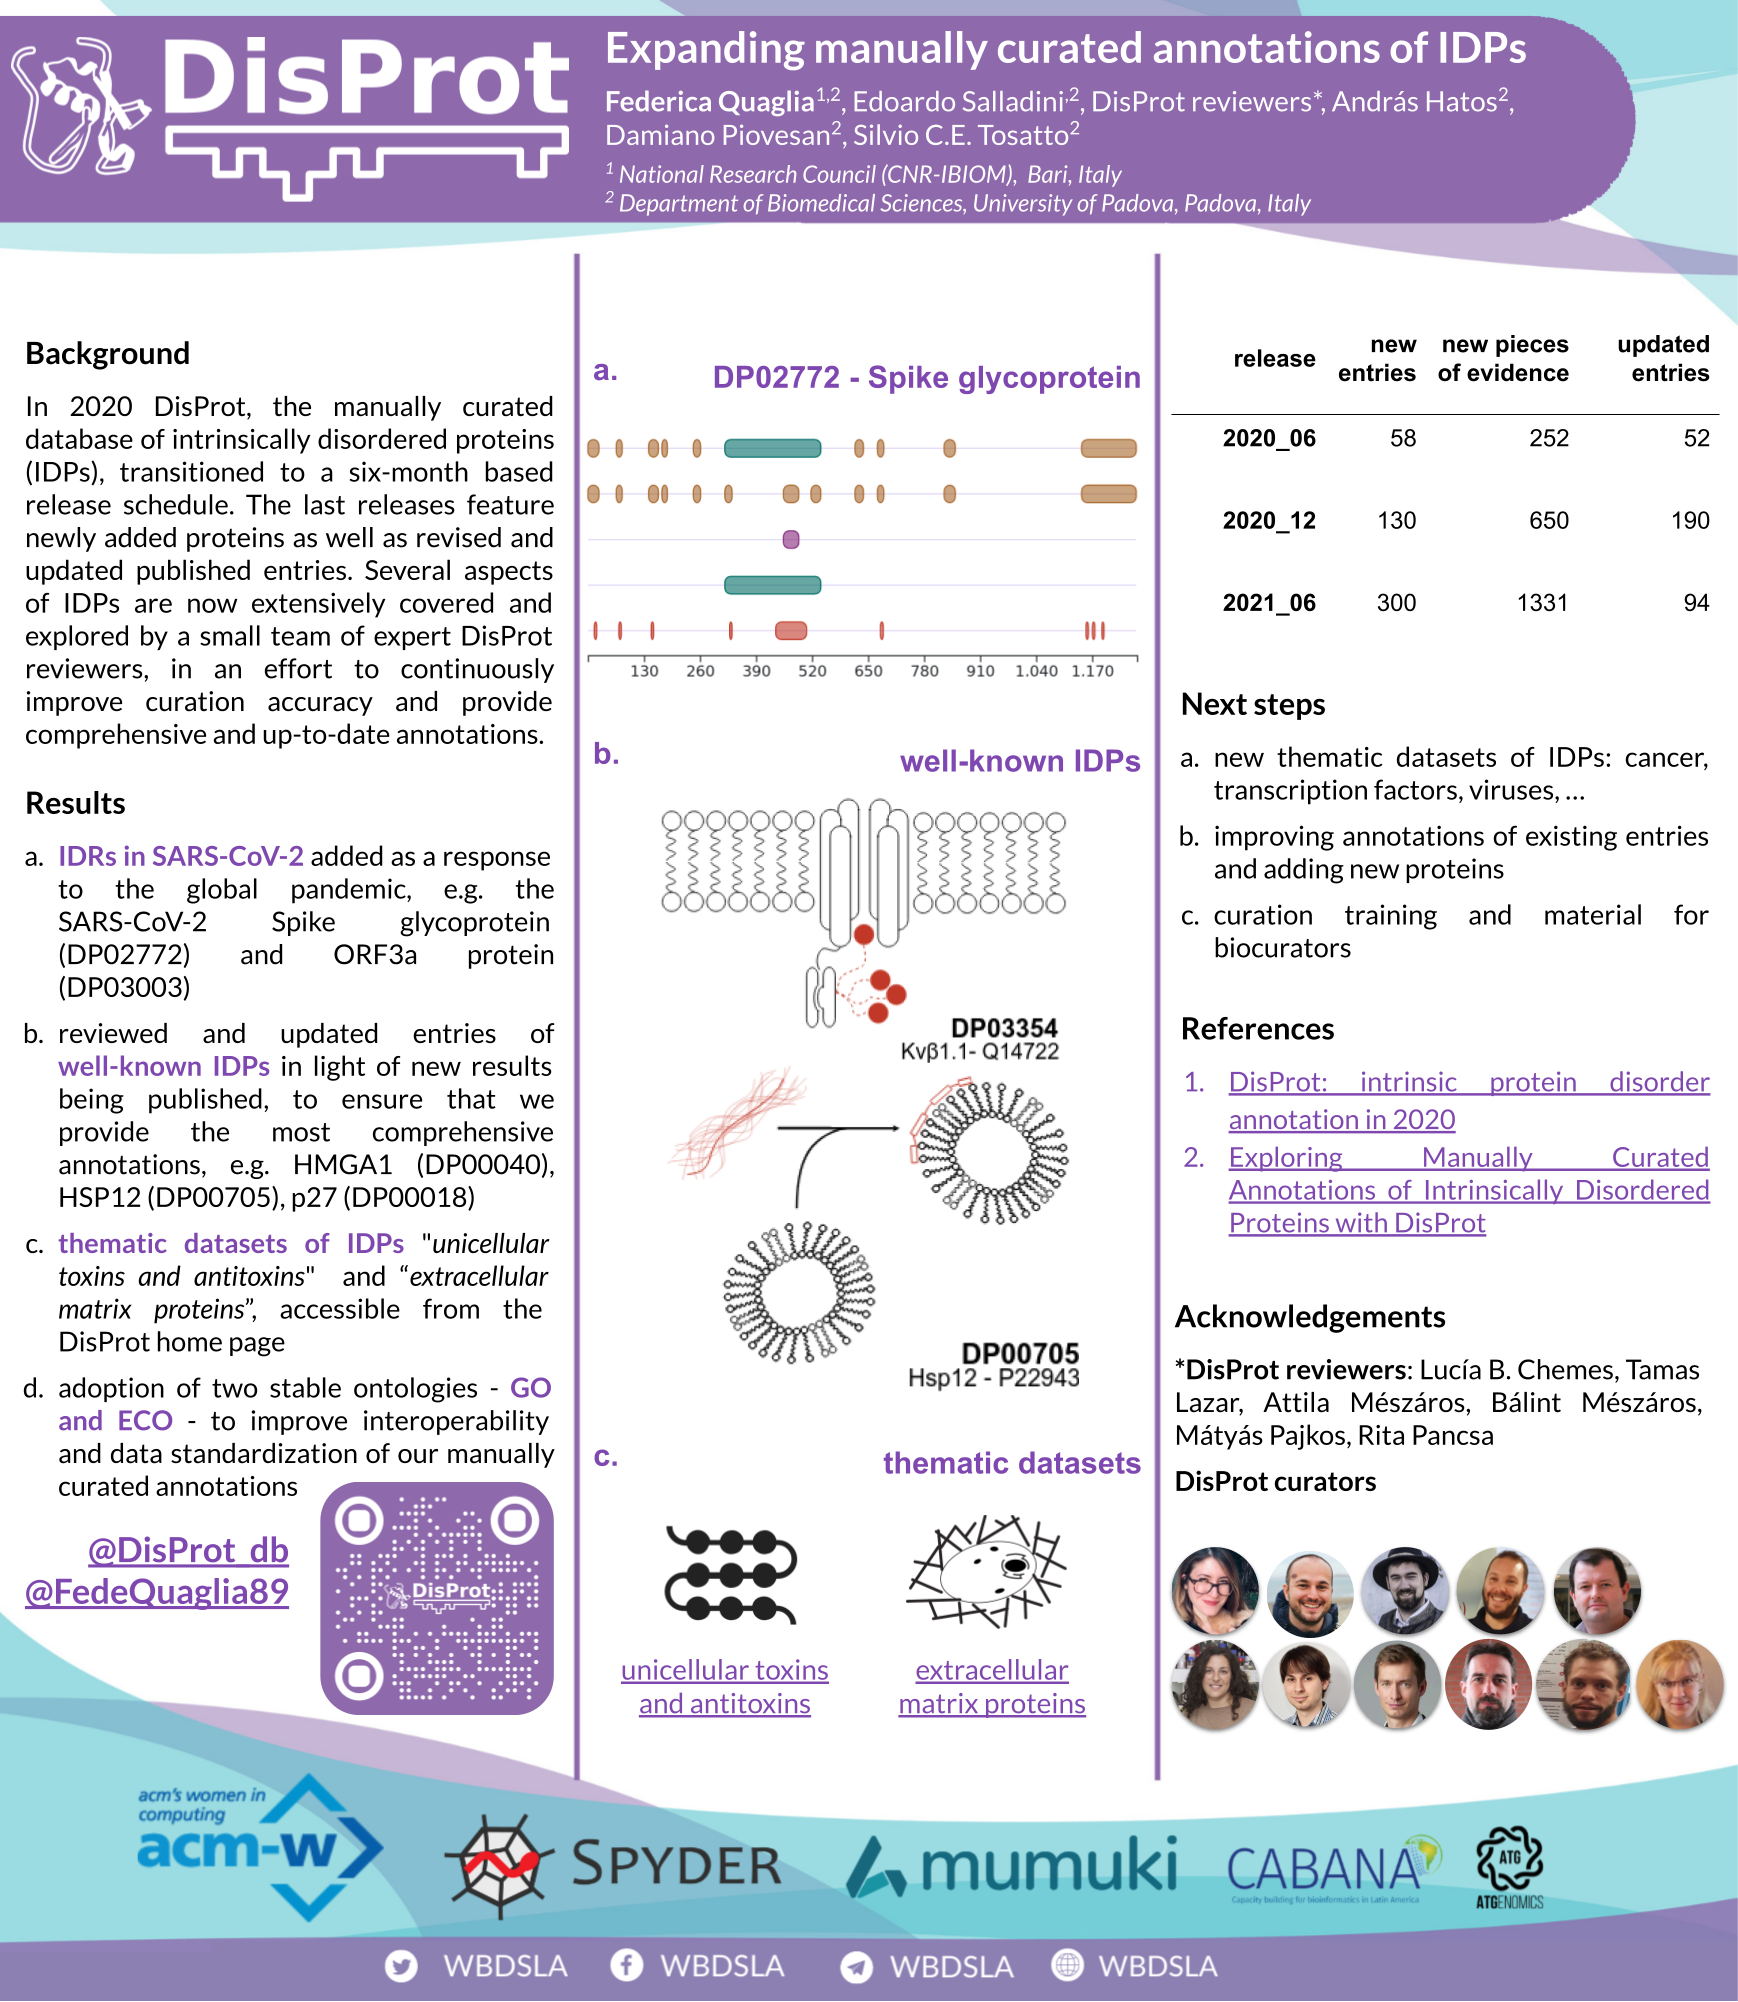 DisProt
Expanding manually curated annotations of IDPs
Federica Quaglia1,2, Edoardo Salladini,2, DisProt reviewers*, András Hatos2,
Damiano Piovesan2, Silvio C.E. Tosatto2
1 National Research Council (CNR-IBIOM), Bari, Italy
2 Department of Biomedical Sciences, University of Padova, Padova, Italy
Background
In 2020 DisProt, the manually curated
database of intrinsically disordered proteins
(IDPs), transitioned to a six-month based
release schedule. The last releases feature
newly added proteins as well as revised and
updated published entries. Several aspects
of IDPs are now extensively covered and
explored by a small team of expert DisProt
reviewers, in an effort to continuously
improve curation accuracy and provide
comprehensive and up-to-date annotations.
Results
a. IDRs in SARS-CoV-2 added as a response
to the global pandemic, e.g. the
SARS-CoV-2 Spike glycoprotein
(DP02772) and ORF3a protein
(DP03003)
b. reviewed and updated entries of
well-known IDPs in light of new results
being published, to ensure that we
provide the most comprehensive
annotations, e.g. HMGA1 (DP00040),
HSP12 (DP00705), p27 (DP00018)
c. thematic datasets of IDPs "unicellular
toxins and antitoxins" and “extracellular
matrix proteins”, accessible from the
DisProt home page
d. adoption of two stable ontologies - GO
and ECO - to improve interoperability
and data standardization of our manually
curated annotations
@DisProt_db
@FedeQuaglia89
DisProt
a. DP02772 - Spike glycoprotein
130 260 390 520 650 780 910 1.040 1.170
b. well-known IDPs
DP03354
Kvβ1.1- Q14722
DP00705
Hsp12 - P22943
c. thematic datasets
unicellular toxins
and antitoxins
extracellular
matrix proteins
release new entries new pieces of evidence updated entries
2020_06 58 252 52
2020_12 130 650 190
2021_06 300 1331 94
Next steps
a. new thematic datasets of IDPs: cancer,
transcription factors, viruses, ...
b. improving annotations of existing entries
and adding new proteins
c. curation training and material for
biocurators
References
1. DisProt: intrinsic protein disorder
annotation in 2020
2. Exploring Manually Curated
Annotations of Intrinsically Disordered
Proteins with DisProt
Acknowledgements
*DisProt reviewers: Lucía B. Chemes, Tamas
Lazar, Attila Mészáros, Bálint Mészáros,
Mátyás Pajkos, Rita Pancsa
DisProt curators
acm's women in
computing
acm-w
SPYDER
mumuki
CABANA
Capacity building for bioinformatics in Latin America
ATG
ATGENOMICS
WBDSLA WBDSLA WBDSLA WBDSLA